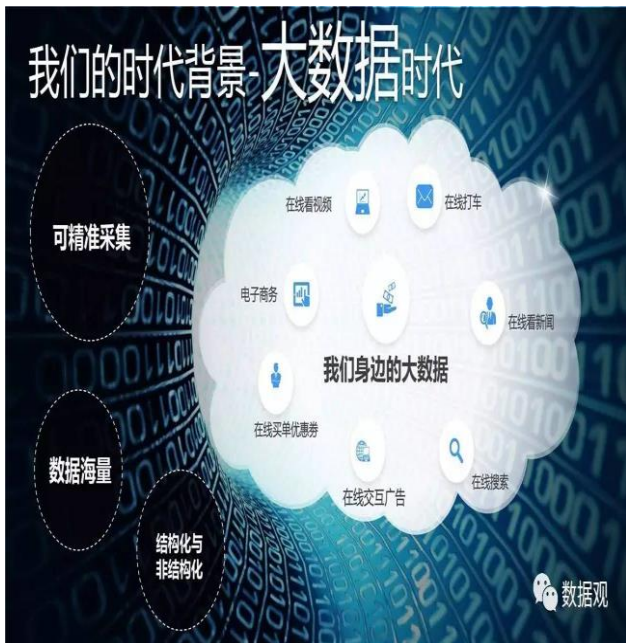 我们的时代背景-大数据时代
可精准采集
数据海量
结构化与
非结构化
在线看视频
在线打车
电子商务
在线看新闻
我们身边的大数据
在线买单优惠券
在线交互广告
在线搜索
数据观